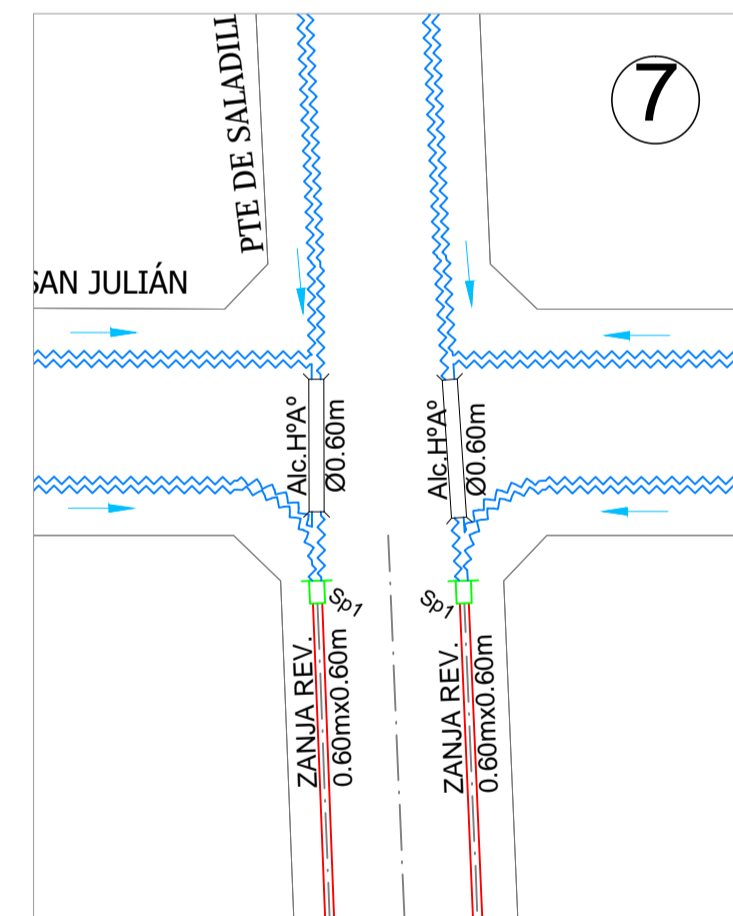 PTE DE SALADILL
7
SAN JULIÁN
Alc.HºAº
Ø0.60m
Alc.HºAº
Ø0.60m
Sp1
Sp1
ZANJA REV.
0.60mx0.60m
ZANJA REV.
0.60mx0.60m